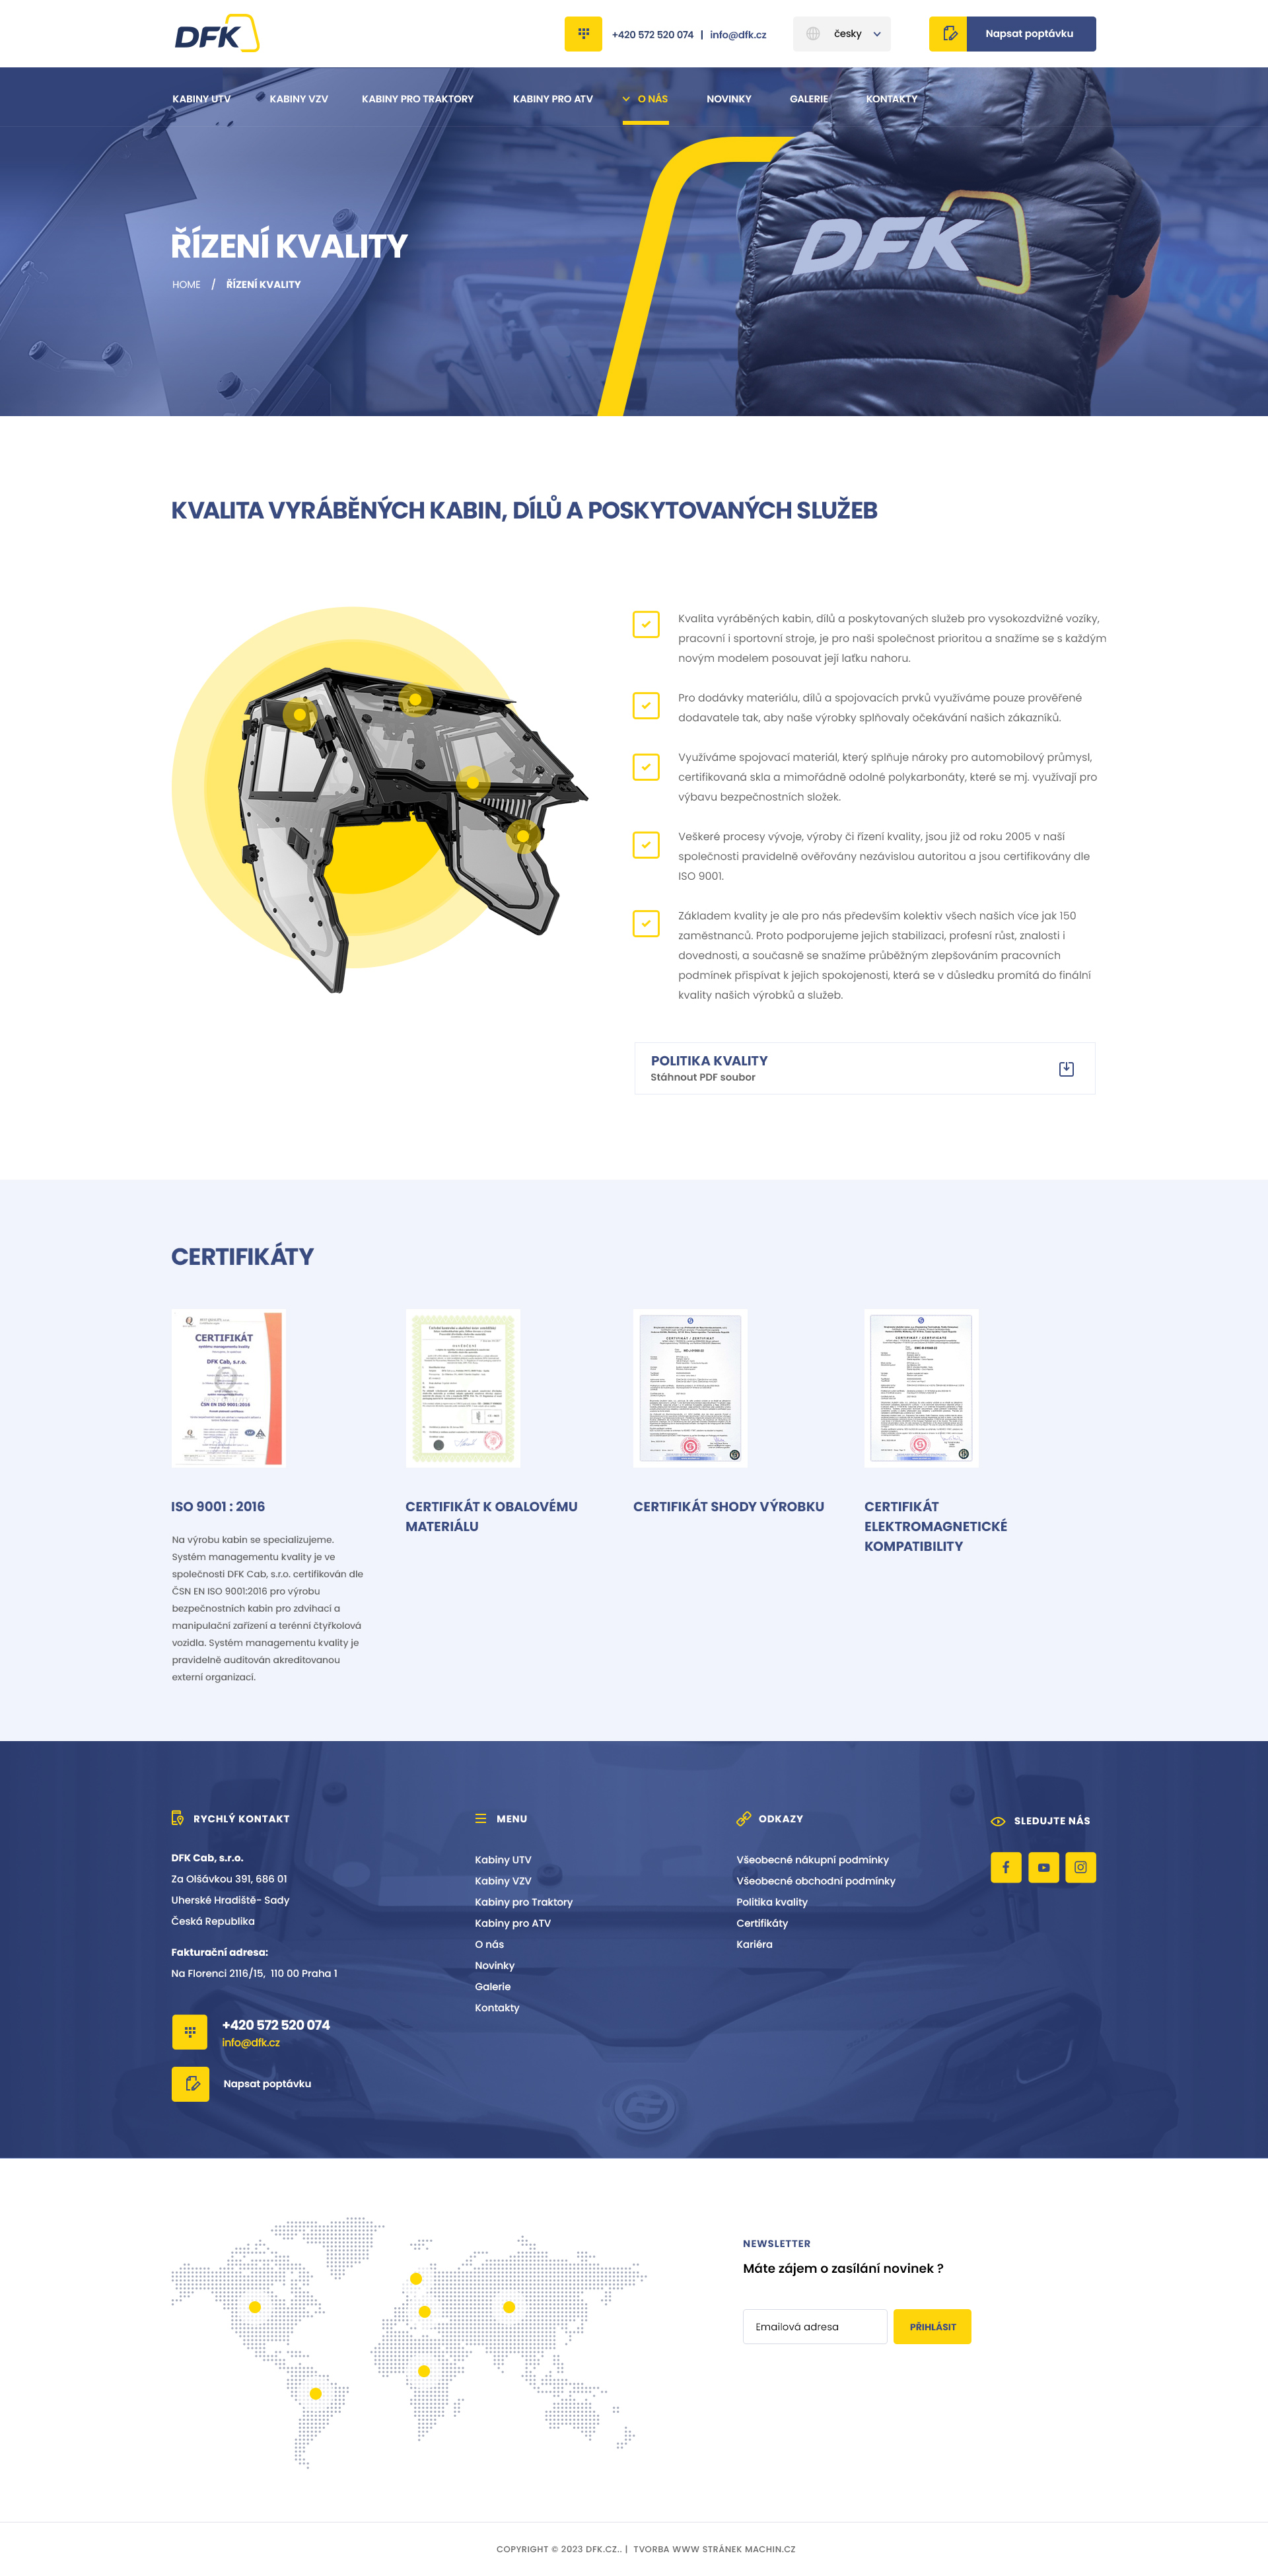 DFK
+420 572 520 074 | info@dfk.cz
česky
Napsat poptávku
KABINY UTV
KABINY VZV
KABINY PRO TRAKTORY
KABINY PRO ATV
O NÁS
NOVINKY
GALERIE
KONTAKTY
DFK
ŘÍZENÍ KVALITY
HOME / ŘÍZENÍ KVALITY
KVALITA VYRÁBĚNÝCH KABIN, DÍLŮ A POSKYTOVANÝCH SLUŽEB
Kvalita vyráběných kabin, dílů a poskytovaných služeb pro vysokozdvižné vozíky,
pracovní i sportovní stroje, je pro naši společnost prioritou a snažíme se s každým
novým modelem posouvat její laťku nahoru.
Pro dodávky materiálu, dílů a spojovacích prvků využíváme pouze prověřené
dodavatele tak, aby naše výrobky splňovaly očekávání našich zákazníků.
Využíváme spojovací materiál, který splňuje nároky pro automobilový průmysl,
certifikovaná skla a mimořádně odolné polykarbonáty, které se mj. využívají pro
výbavu bezpečnostních složek.
Veškeré procesy vývoje, výroby či řízení kvality, jsou již od roku 2005 v naší
společnosti pravidelně ověřovány nezávislou autoritou a jsou certifikovány dle
ISO 9001.
Základem kvality je ale pro nás především kolektiv všech našich více jak 150
zaměstnanců. Proto podporujeme jejich stabilizaci, profesní růst, znalosti i
dovednosti, a současně se snažíme průběžným zlepšováním pracovních
podmínek přispívat k jejich spokojenosti, která se v důsledku promítá do finální
kvality našich výrobků a služeb.
POLITIKA KVALITY
Stáhnout PDF soubor
CERTIFIKÁTY
CERTIFIKÁT
DFK Cab, s.r.o.
ČSN EN ISO 9001:2016
ISO 9001 : 2016
Na výrobu kabin se specializujeme.
Systém managementu kvality je ve
společnosti DFK Cab, s.r.o. certifikován dle
ČSN EN ISO 9001:2016 pro výrobu
bezpečnostních kabin pro zdvihací a
manipulační zařízení a terénní čtyřkolová
vozidla. Systém managementu kvality je
pravidelně auditován akreditovanou
externí organizací.
CERTIFIKÁT K OBALOVÉMU
MATERIÁLU
CERTIFIKÁT SHODY VÝROBKU
CERTIFIKÁT
ELEKTROMAGNETICKÉ
KOMPATIBILITY
RYCHLÝ KONTAKT
DFK Cab, s.r.o.
Za Olšávkou 391, 686 01
Uherské Hradiště- Sady
Česká Republika
Fakturační adresa:
Na Florenci 2116/15, 110 00 Praha 1
+420 572 520 074
info@dfk.cz
Napsat poptávku
MENU
Kabiny UTV
Kabiny VZV
Kabiny pro Traktory
Kabiny pro ATV
O nás
Novinky
Galerie
Kontakty
ODKAZY
Všeobecné nákupní podmínky
Všeobecné obchodní podmínky
Politika kvality
Certifikáty
Kariéra
SLEDUJTE NÁS
NEWSLETTER
Máte zájem o zasílání novinek ?
Emailová adresa
PŘIHLÁSIT
COPYRIGHT © 2023 DFK.CZ.. | TVORBA WWW STRÁNEK MACHIN.CZ